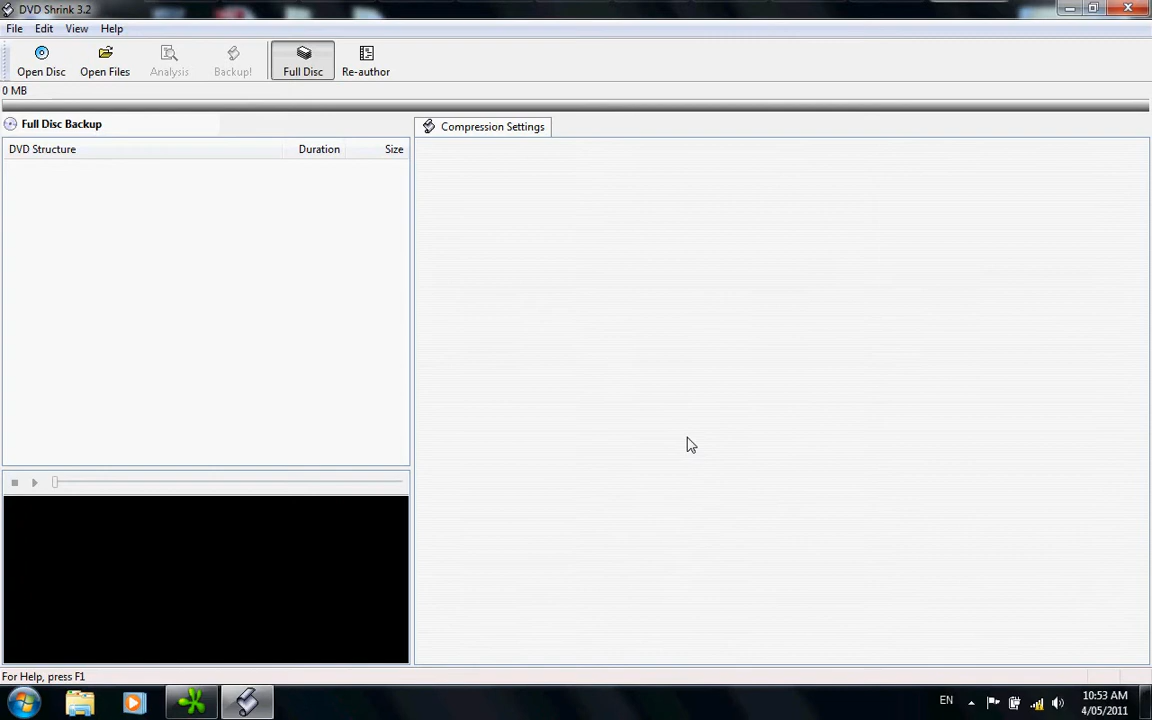 DVD Shrink 3.2
File Edit View Help
Open Disc Open Files Analysis Backup! Full Disc Re-author
0 MB
Full Disc Backup
Compression Settings
DVD Structure Duration Size
For Help, press F1
EN
10:53 AM
4/05/2011